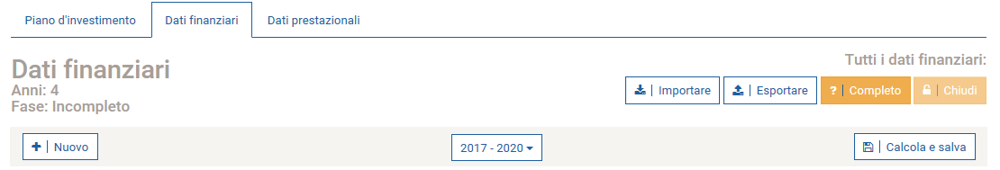 Piano d'investimento
Dati finanziari
Dati prestazionali
Dati finanziari
Anni: 4
Fase: Incompleto
Tutti i dati finanziari:
Importare
Esportare
? Completo
Chiudi
Nuovo
2017 - 2020
Calcola e salva